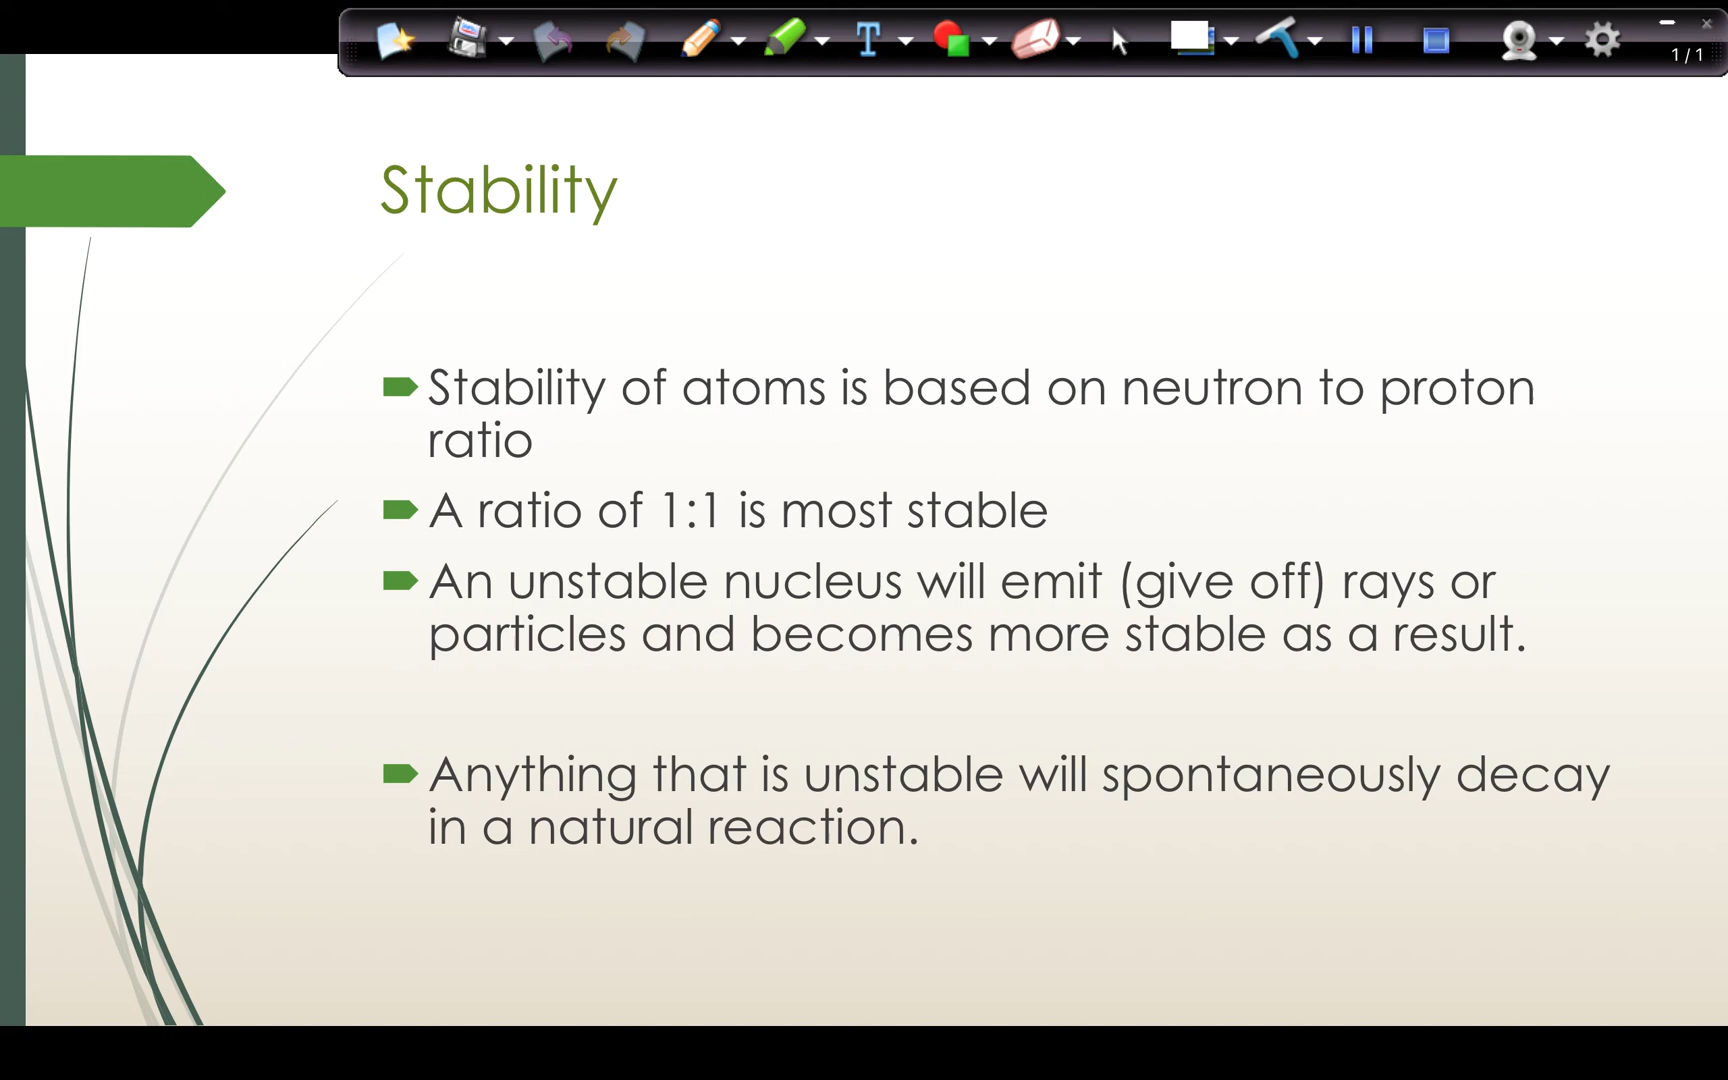 1 / 1
Stability
Stability of atoms is based on neutron to proton
ratio
A ratio of 1:1 is most stable
An unstable nucleus will emit (give off) rays or
particles and becomes more stable as a result.
Anything that is unstable will spontaneously decay
in a natural reaction.